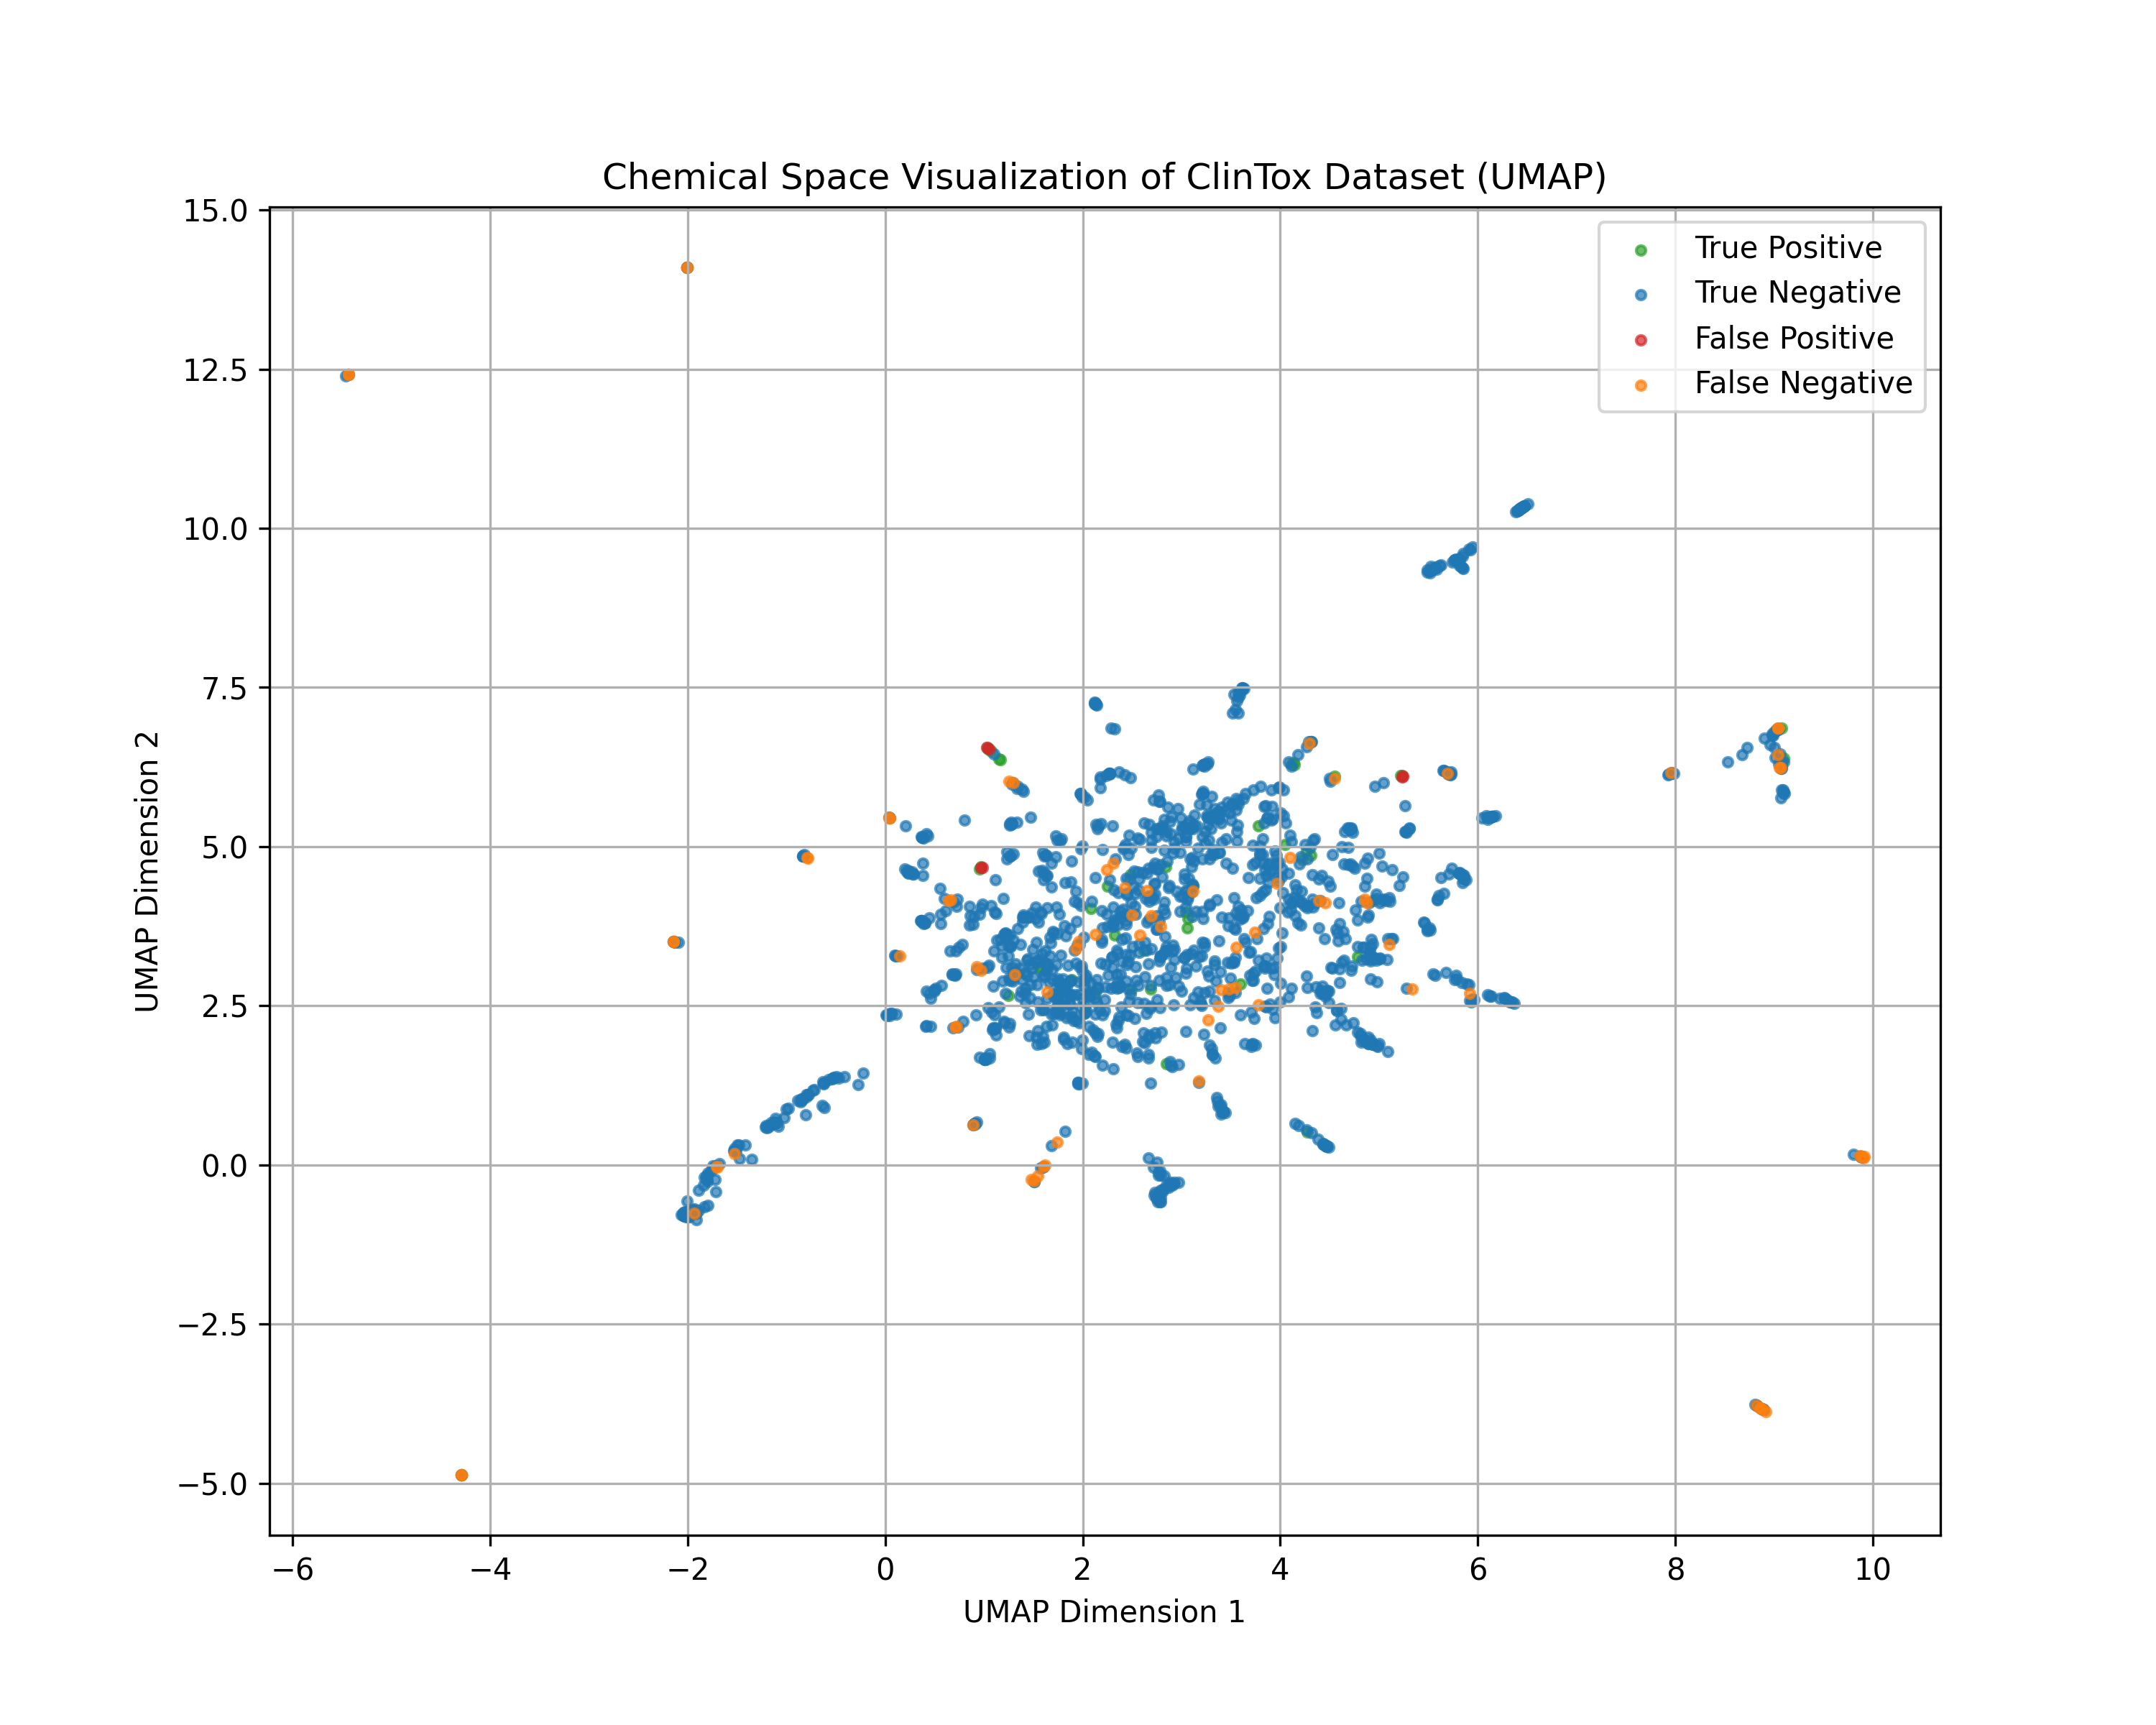 Chemical Space Visualization of ClinTox Dataset (UMAP)
15.0
12.5
10.0
7.5
5.0
2.5
0.0
−2.5
−5.0
UMAP Dimension 2
True Positive
True Negative
False Positive
False Negative
−6 −4 −2 0 2 4 6 8 10
UMAP Dimension 1